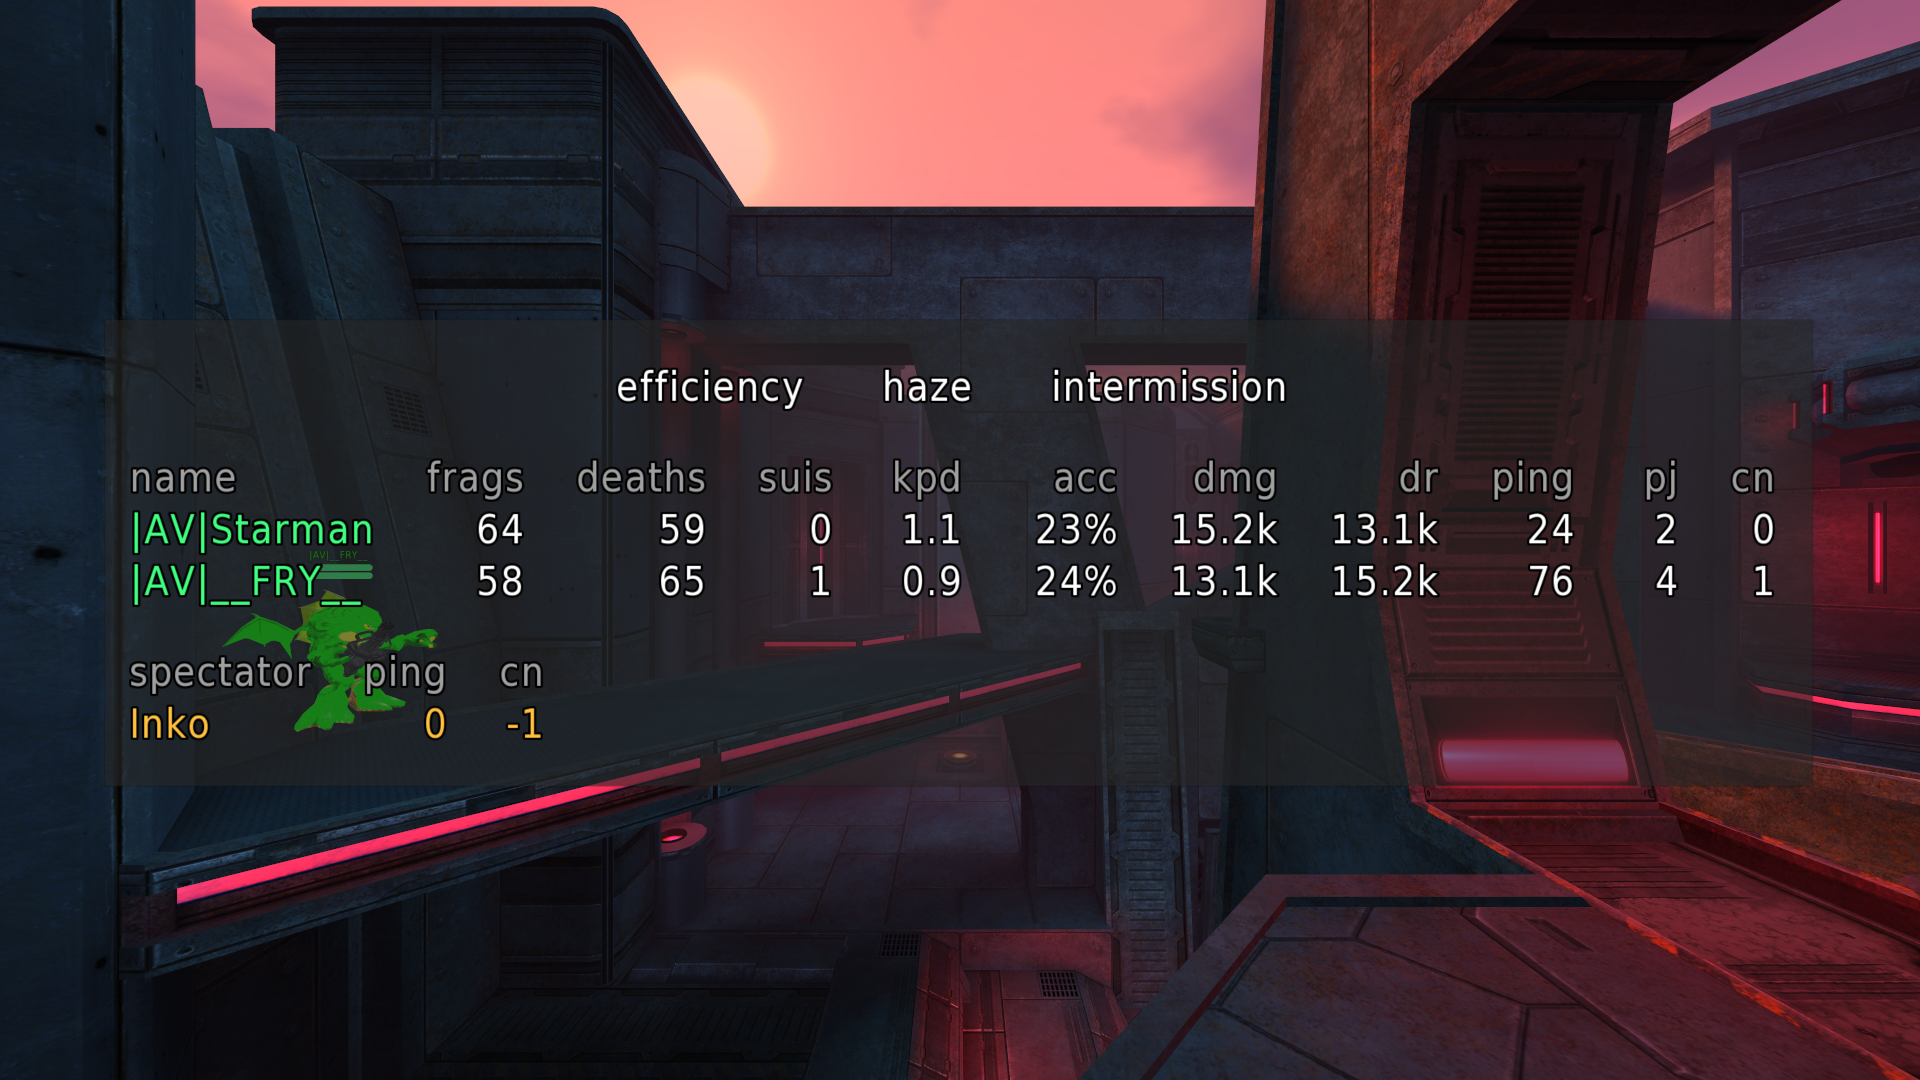 efficiency haze intermission
name frags deaths suis kpd acc dmg dr ping pj cn
|AV|Starman 64 59 0 1.1 23% 15.2k 13.1k 24 2 0
|AV|__FRY__
|AV|__FRY__ 58 65 1 0.9 24% 13.1k 15.2k 76 4 1
spectator ping cn
Inko 0 -1